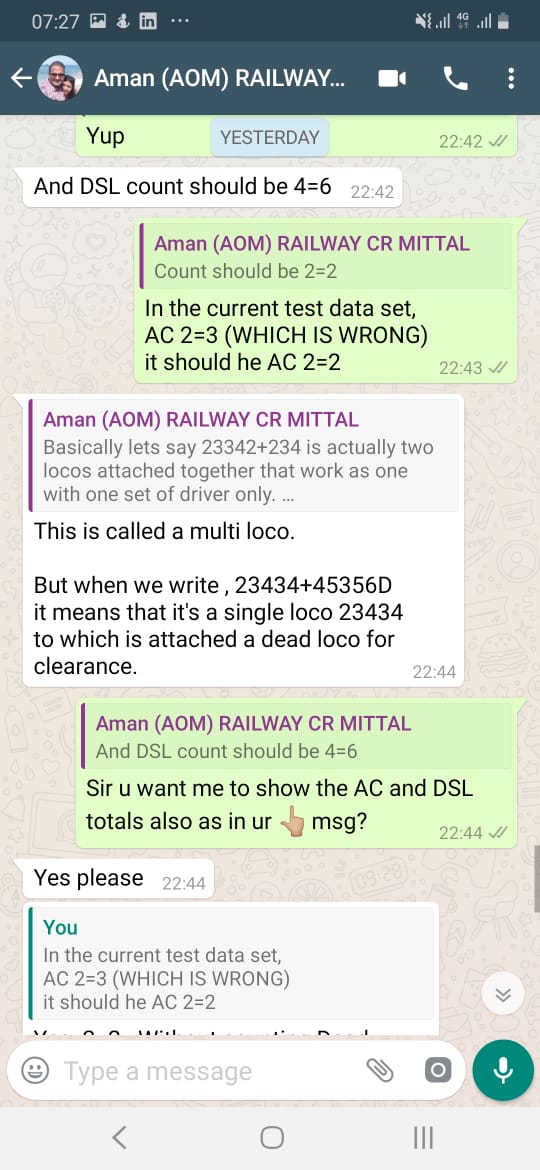 07:27 4G
Aman (AOM) RAILWAY...
Yup
YESTERDAY
22:42
And DSL count should be 4=6 22:42
Aman (AOM) RAILWAY CR MITTAL
Count should be 2=2
In the current test data set,
AC 2=3 (WHICH IS WRONG)
it should he AC 2=2
22:43
Aman (AOM) RAILWAY CR MITTAL
Basically lets say 23342+234 is actually two
locos attached together that work as one
with one set of driver only. ...
This is called a multi loco.
But when we write , 23434+45356D
it means that it's a single loco 23434
to which is attached a dead loco for
clearance.
22:44
Aman (AOM) RAILWAY CR MITTAL
And DSL count should be 4=6
Sir u want me to show the AC and DSL
totals also as in ur 👆 msg?
22:44
Yes please 22:44
You
In the current test data set,
AC 2=3 (WHICH IS WRONG)
it should he AC 2=2
Type a message